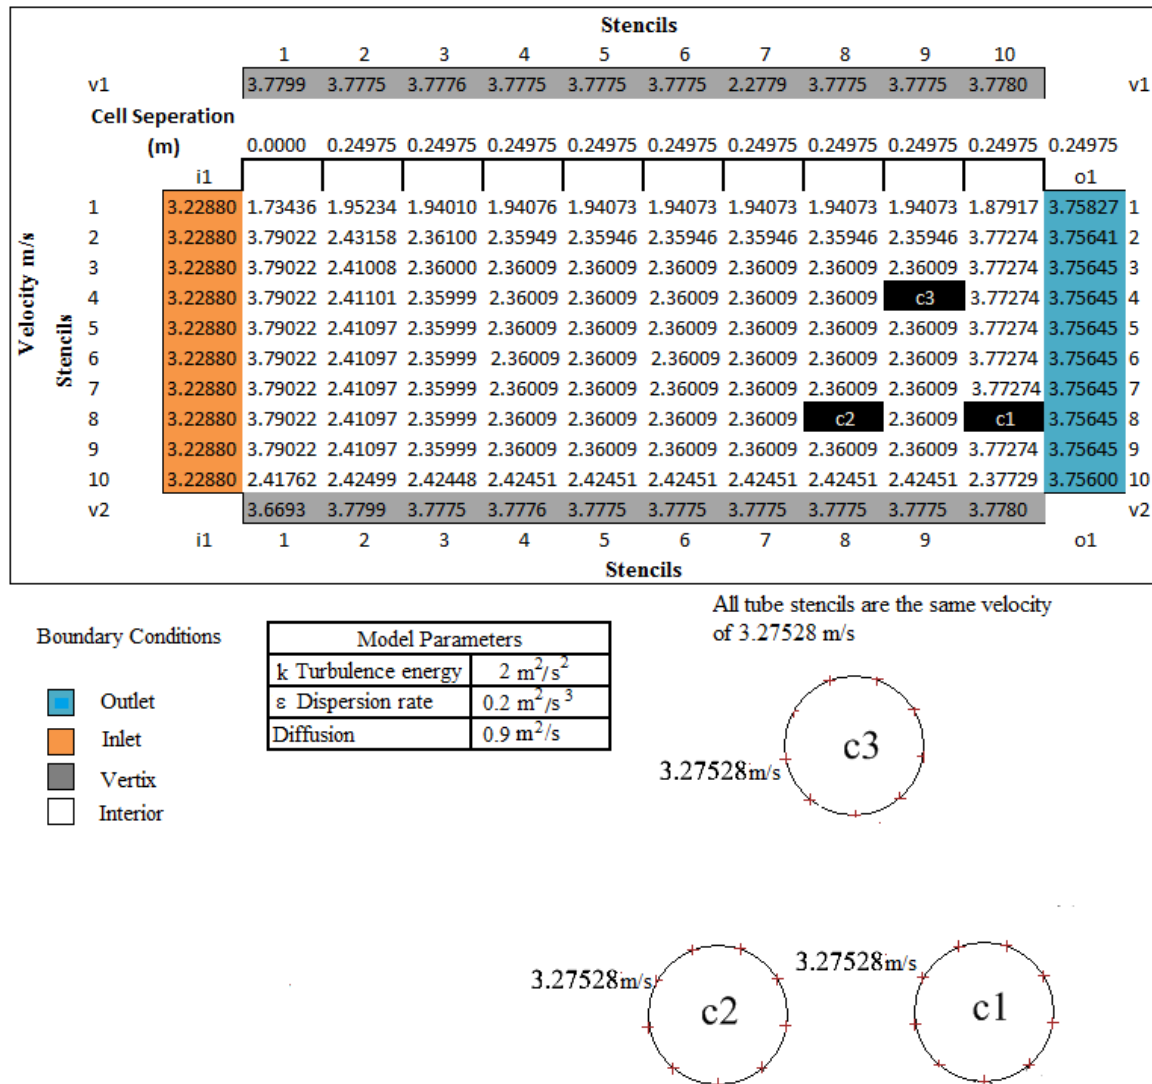 Stencils
1 2 3 4 5 6 7 8 9 10
v1 3.7799 3.7775 3.7776 3.7775 3.7775 3.7775 2.2779 3.7775 3.7775 3.7780 v1
Cell Seperation
(m) 0.0000 0.24975 0.24975 0.24975 0.24975 0.24975 0.24975 0.24975 0.24975 0.24975 0.24975
i1 o1
Velocity m/s
Stencils
1 3.22880 1.73436 1.95234 1.94010 1.94076 1.94073 1.94073 1.94073 1.94073 1.94073 1.87917 3.75827 1
2 3.22880 3.79022 2.43158 2.36100 2.35949 2.35946 2.35946 2.35946 2.35946 2.35946 3.77274 3.75641 2
3 3.22880 3.79022 2.41008 2.36000 2.36009 2.36009 2.36009 2.36009 2.36009 2.36009 3.77274 3.75645 3
4 3.22880 3.79022 2.41101 2.35999 2.36009 2.36009 2.36009 2.36009 2.36009 c3 3.77274 3.75645 4
5 3.22880 3.79022 2.41097 2.35999 2.36009 2.36009 2.36009 2.36009 2.36009 2.36009 3.77274 3.75645 5
6 3.22880 3.79022 2.41097 2.35999 2.36009 2.36009 2.36009 2.36009 2.36009 2.36009 3.77274 3.75645 6
7 3.22880 3.79022 2.41097 2.35999 2.36009 2.36009 2.36009 2.36009 2.36009 2.36009 3.77274 3.75645 7
8 3.22880 3.79022 2.41097 2.35999 2.36009 2.36009 2.36009 2.36009 c2 2.36009 c1 3.75645 8
9 3.22880 3.79022 2.41097 2.35999 2.36009 2.36009 2.36009 2.36009 2.36009 2.36009 3.77274 3.75645 9
10 3.22880 2.41762 2.42499 2.42448 2.42451 2.42451 2.42451 2.42451 2.42451 2.42451 2.37729 3.75600 10
v2 3.6693 3.7799 3.7775 3.7776 3.7775 3.7775 3.7775 3.7775 3.7775 3.7780 v2
i1 1 2 3 4 5 6 7 8 9 o1
Stencils
All tube stencils are the same velocity
of 3.27528 m/s
Boundary Conditions
Outlet
Inlet
Vertix
Interior
Model Parameters
k Turbulence energy 2 m²/s²
ε Dispersion rate 0.2 m²/s³
Diffusion 0.9 m²/s
c3
3.27528m/s
3.27528m/s
c2
3.27528m/s
c1